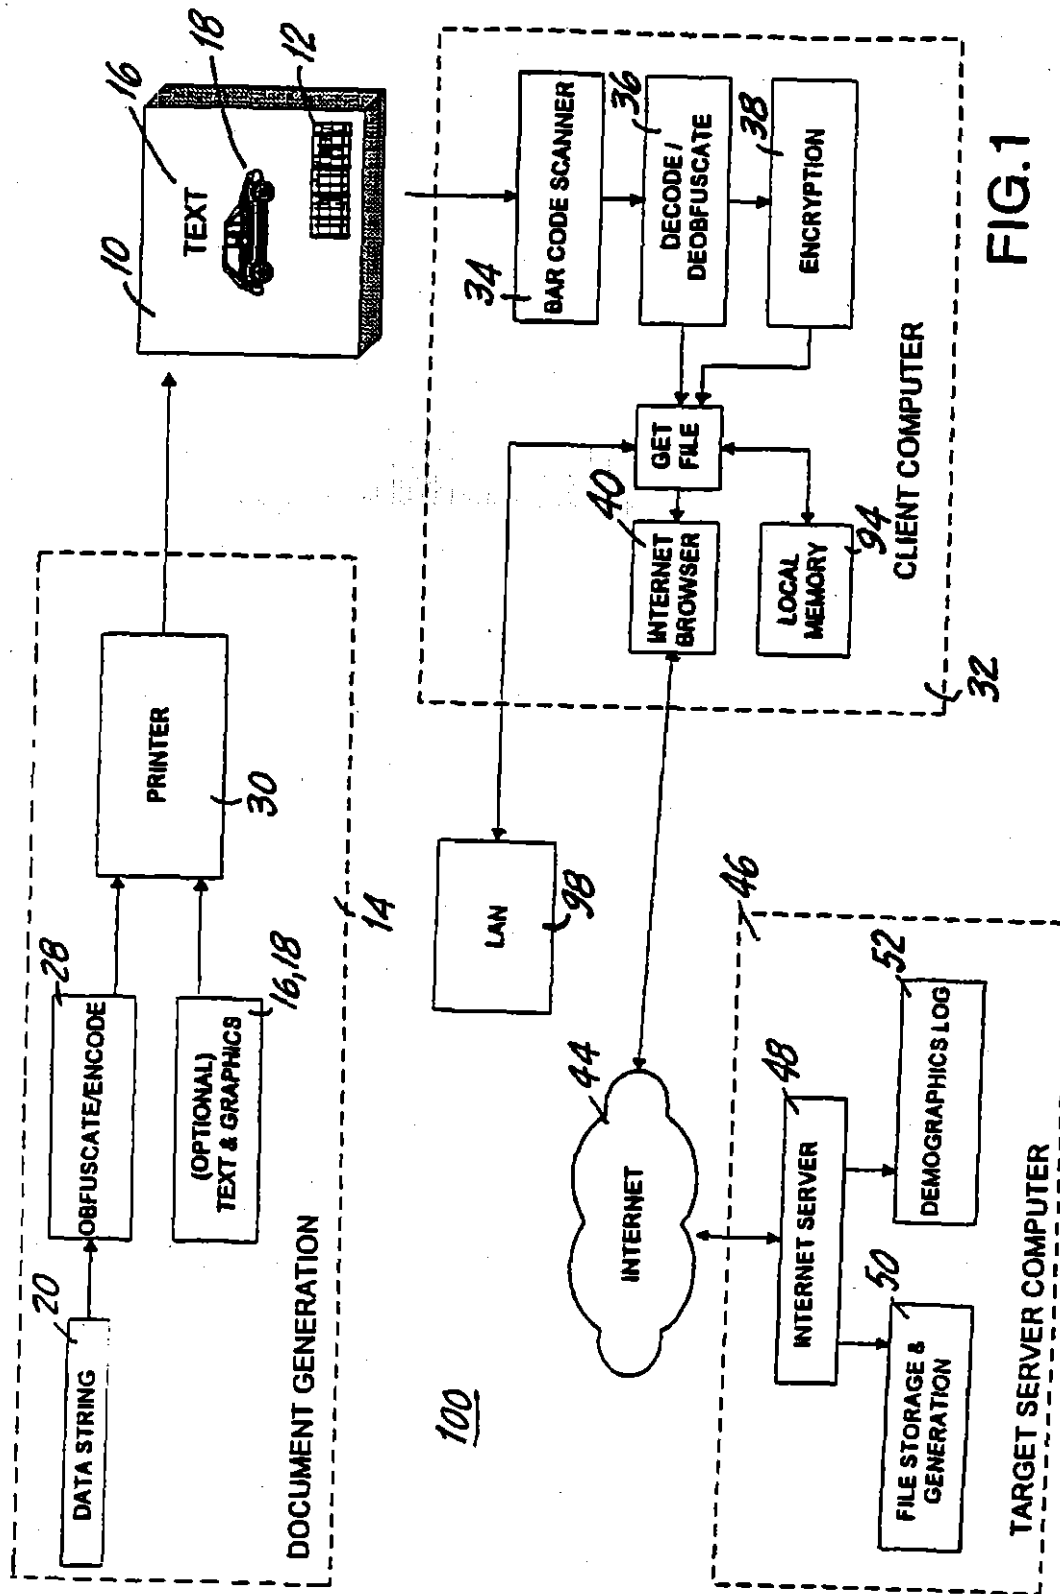 DATA STRING
20
OBFUSCATE/ENCODE
28
(OPTIONAL)
TEXT & GRAPHICS
16,18
PRINTER
30
DOCUMENT GENERATION
14
10
TEXT
16
18
12
100
LAN
98
INTERNET
44
BAR CODE SCANNER
34
DECODE /
DEOBFUSCATE
36
ENCRYPTION
38
GET
FILE
INTERNET
BROWSER
40
LOCAL
MEMORY
94
CLIENT COMPUTER
32
46
INTERNET SERVER
48
FILE STORAGE &
GENERATION
50
DEMOGRAPHICS LOG
52
TARGET SERVER COMPUTER
FIG.1